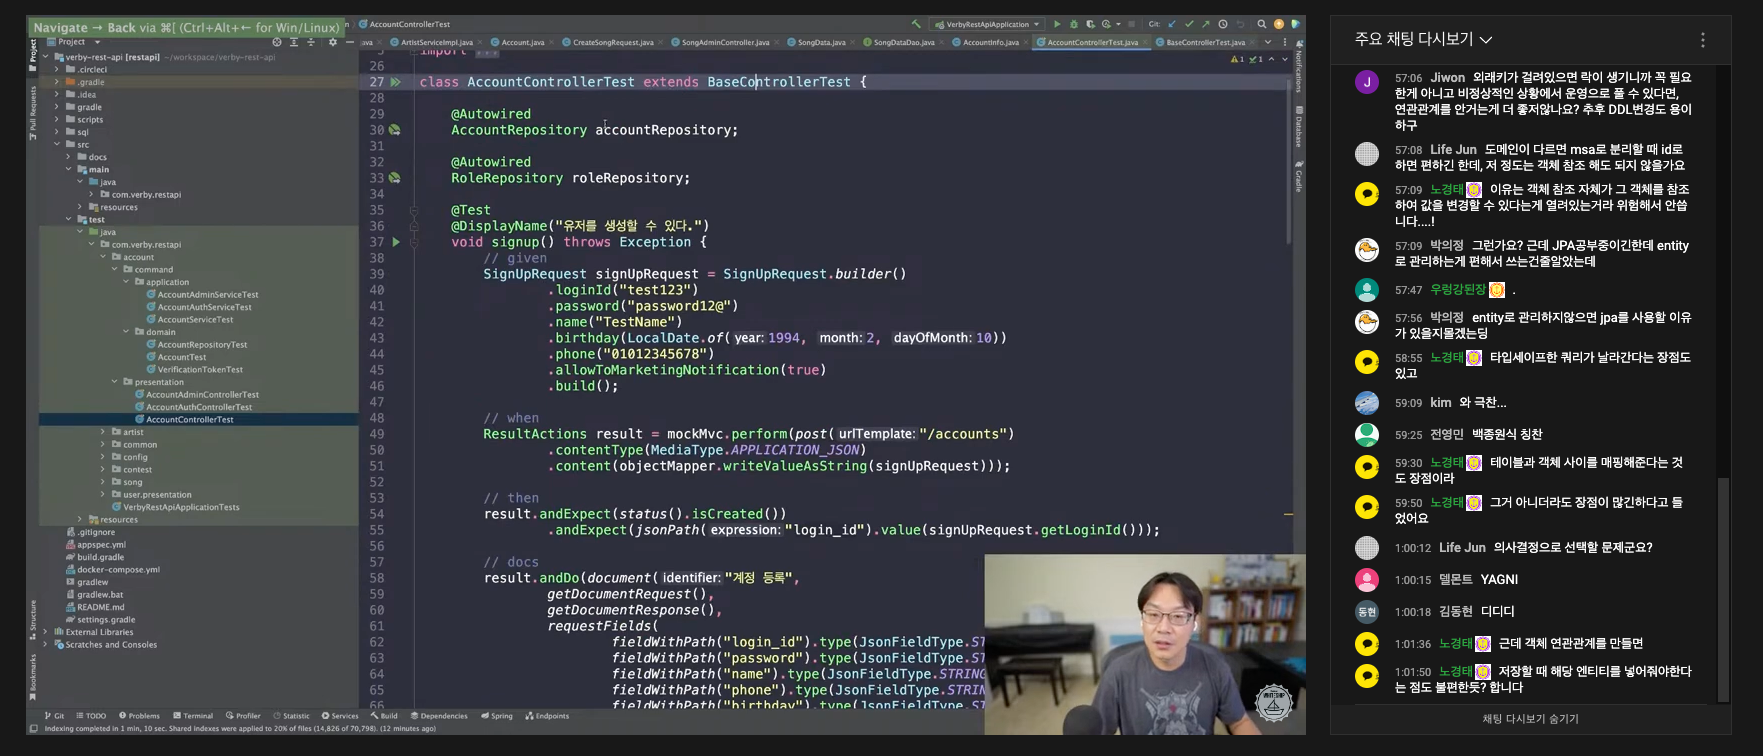 Navigate → Back via ⌘[ (Ctrl+Alt+← for Win/Linux)
AccountControllerTest
VerbyRestApiApplication
Git:
Project
ArtistServiceImpl.java
Account.java
CreateSongRequest.java
SongAdminController.java
SongData.java
SongDataDao.java
AccountInfo.java
AccountControllerTest.java
BaseControllerTest.java
Project
Pull Requests
Structure
Bookmarks
Notifications
Database
Gradle
verby-rest-api [restapi] ~/workspace/verby-rest-api
.circleci
.gradle
.idea
gradle
scripts
sql
src
docs
main
java
com.verby.restapi
resources
test
java
com.verby.restapi
account
command
application
AccountAdminServiceTest
AccountAuthServiceTest
AccountServiceTest
domain
AccountRepositoryTest
AccountTest
VerificationTokenTest
presentation
AccountAdminControllerTest
AccountAuthControllerTest
AccountControllerTest
artist
common
config
contest
song
user.presentation
VerbyRestApiApplicationTests
resources
.gitignore
appspec.yml
build.gradle
docker-compose.yml
gradlew
gradlew.bat
README.md
settings.gradle
External Libraries
Scratches and Consoles
import ...
26
27 class AccountControllerTest extends BaseControllerTest {
28
29 @Autowired
30 AccountRepository accountRepository;
31
32 @Autowired
33 RoleRepository roleRepository;
34
35 @Test
36 @DisplayName("유저를 생성할 수 있다.")
37 void signup() throws Exception {
38 // given
39 SignUpRequest signUpRequest = SignUpRequest.builder()
40 .loginId("test123")
41 .password("password12@")
42 .name("TestName")
43 .birthday(LocalDate.of( year: 1994, month: 2, dayOfMonth: 10))
44 .phone("01012345678")
45 .allowToMarketingNotification(true)
46 .build();
47
48 // when
49 ResultActions result = mockMvc.perform(post( urlTemplate: "/accounts")
50 .contentType(MediaType.APPLICATION_JSON)
51 .content(objectMapper.writeValueAsString(signUpRequest)));
52
53 // then
54 result.andExpect(status().isCreated())
55 .andExpect(jsonPath( expression: "login_id").value(signUpRequest.getLoginId()));
56
57 // docs
58 result.andDo(document( identifier: "계정 등록",
59 getDocumentRequest(),
60 getDocumentResponse(),
61 requestFields(
62 fieldWithPath("login_id").type(JsonFieldType.ST
63 fieldWithPath("password").type(JsonFieldType.ST
64 fieldWithPath("name").type(JsonFieldType.STRING
65 fieldWithPath("phone").type(JsonFieldType.STRIN
66 fieldWithPath("birthday").type(JsonFieldType.ST
WHITESHIP
Git TODO Problems Terminal Profiler Statistic Services Build Dependencies Spring Endpoints
Indexing completed in 1 min, 10 sec. Shared indexes were applied to 20% of files (14,826 of 70,798). (12 minutes ago)
주요 채팅 다시보기
57:06 Jiwon 외래키가 걸려있으면 락이 생기니까 꼭 필요
한게 아니고 비정상적인 상황에서 운영으로 풀 수 있다면,
연관관계를 안거는게 더 좋저않나요? 추후 DDL변경도 용이
하구
57:08 Life Jun 도메인이 다르면 msa로 분리할 때 id로
하면 편하긴 한데, 저 정도는 객체 참조 해도 되지 않을가요
57:09 노경태 이유는 객체 참조 자체가 그 객체를 참조
하여 값을 변경할 수 있다는게 열려있는거라 위험해서 안씁
니다....!
57:09 박의정 그런가요? 근데 JPA공부중이긴한데 entity
로 관리하는게 편해서 쓰는건줄알았는데
57:47 우렁강된장 .
57:56 박의정 entity로 관리하지않으면 jpa를 사용할 이유
가 있을지몰겠는딩
58:55 노경태 타입세이프한 쿼리가 날라간다는 장점도
있고
59:09 kim 와 극찬...
59:25 전영민 백종원식 칭찬
59:30 노경태 테이블과 객체 사이를 매핑해준다는 것
도 장점이라
59:50 노경태 그거 아니더라도 장점이 많긴하다고 들
었어요
1:00:12 Life Jun 의사결정으로 선택할 문제군요?
1:00:15 델몬트 YAGNI
동현 1:00:18 김동현 디디디
1:01:36 노경태 근데 객체 연관관계를 만들면
1:01:50 노경태 저장할 때 해당 엔티티를 넣어줘야한다
는 점도 불편한듯? 합니다
채팅 다시보기 숨기기